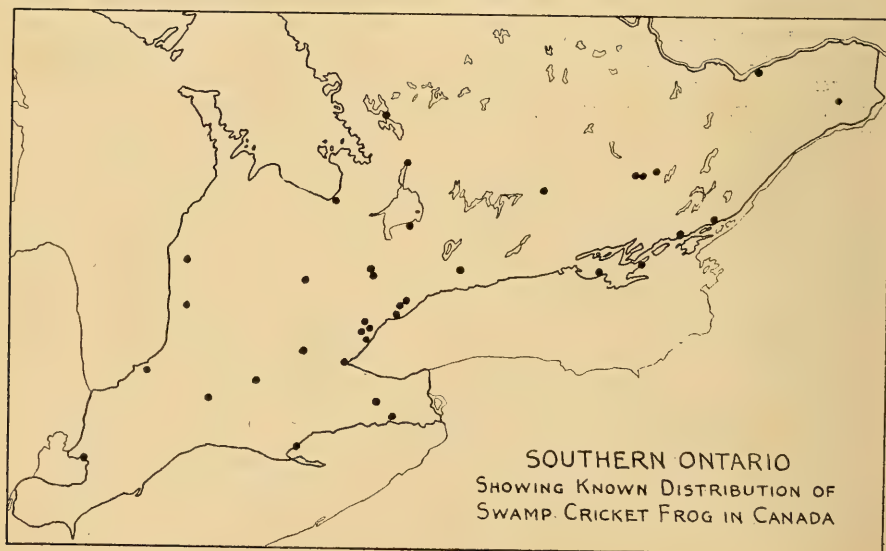 SOUTHERN ONTARIO
SHOWING KNOWN DISTRIBUTION OF
SWAMP CRICKET FROG IN CANADA